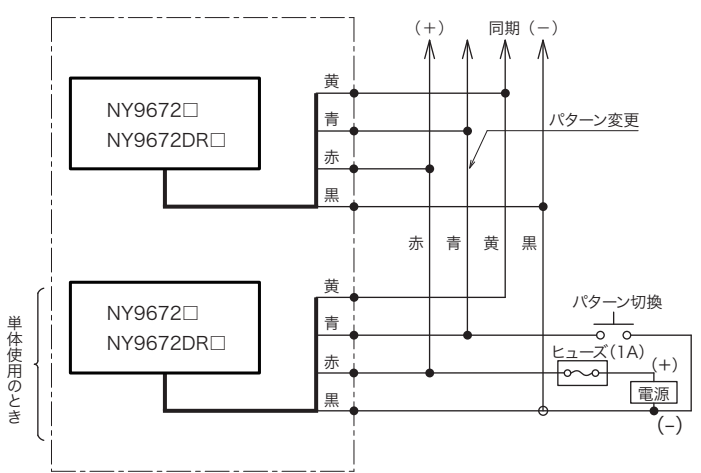 (+) 同期 (−)
黄
NY9672□
NY9672DR□
青
パターン変更
赤
黒
赤 青 黄 黒
黄
NY9672□
NY9672DR□
パターン切換
青
単体使用のとき
ヒューズ(1A)
赤
(+)
電源
黒
(−)